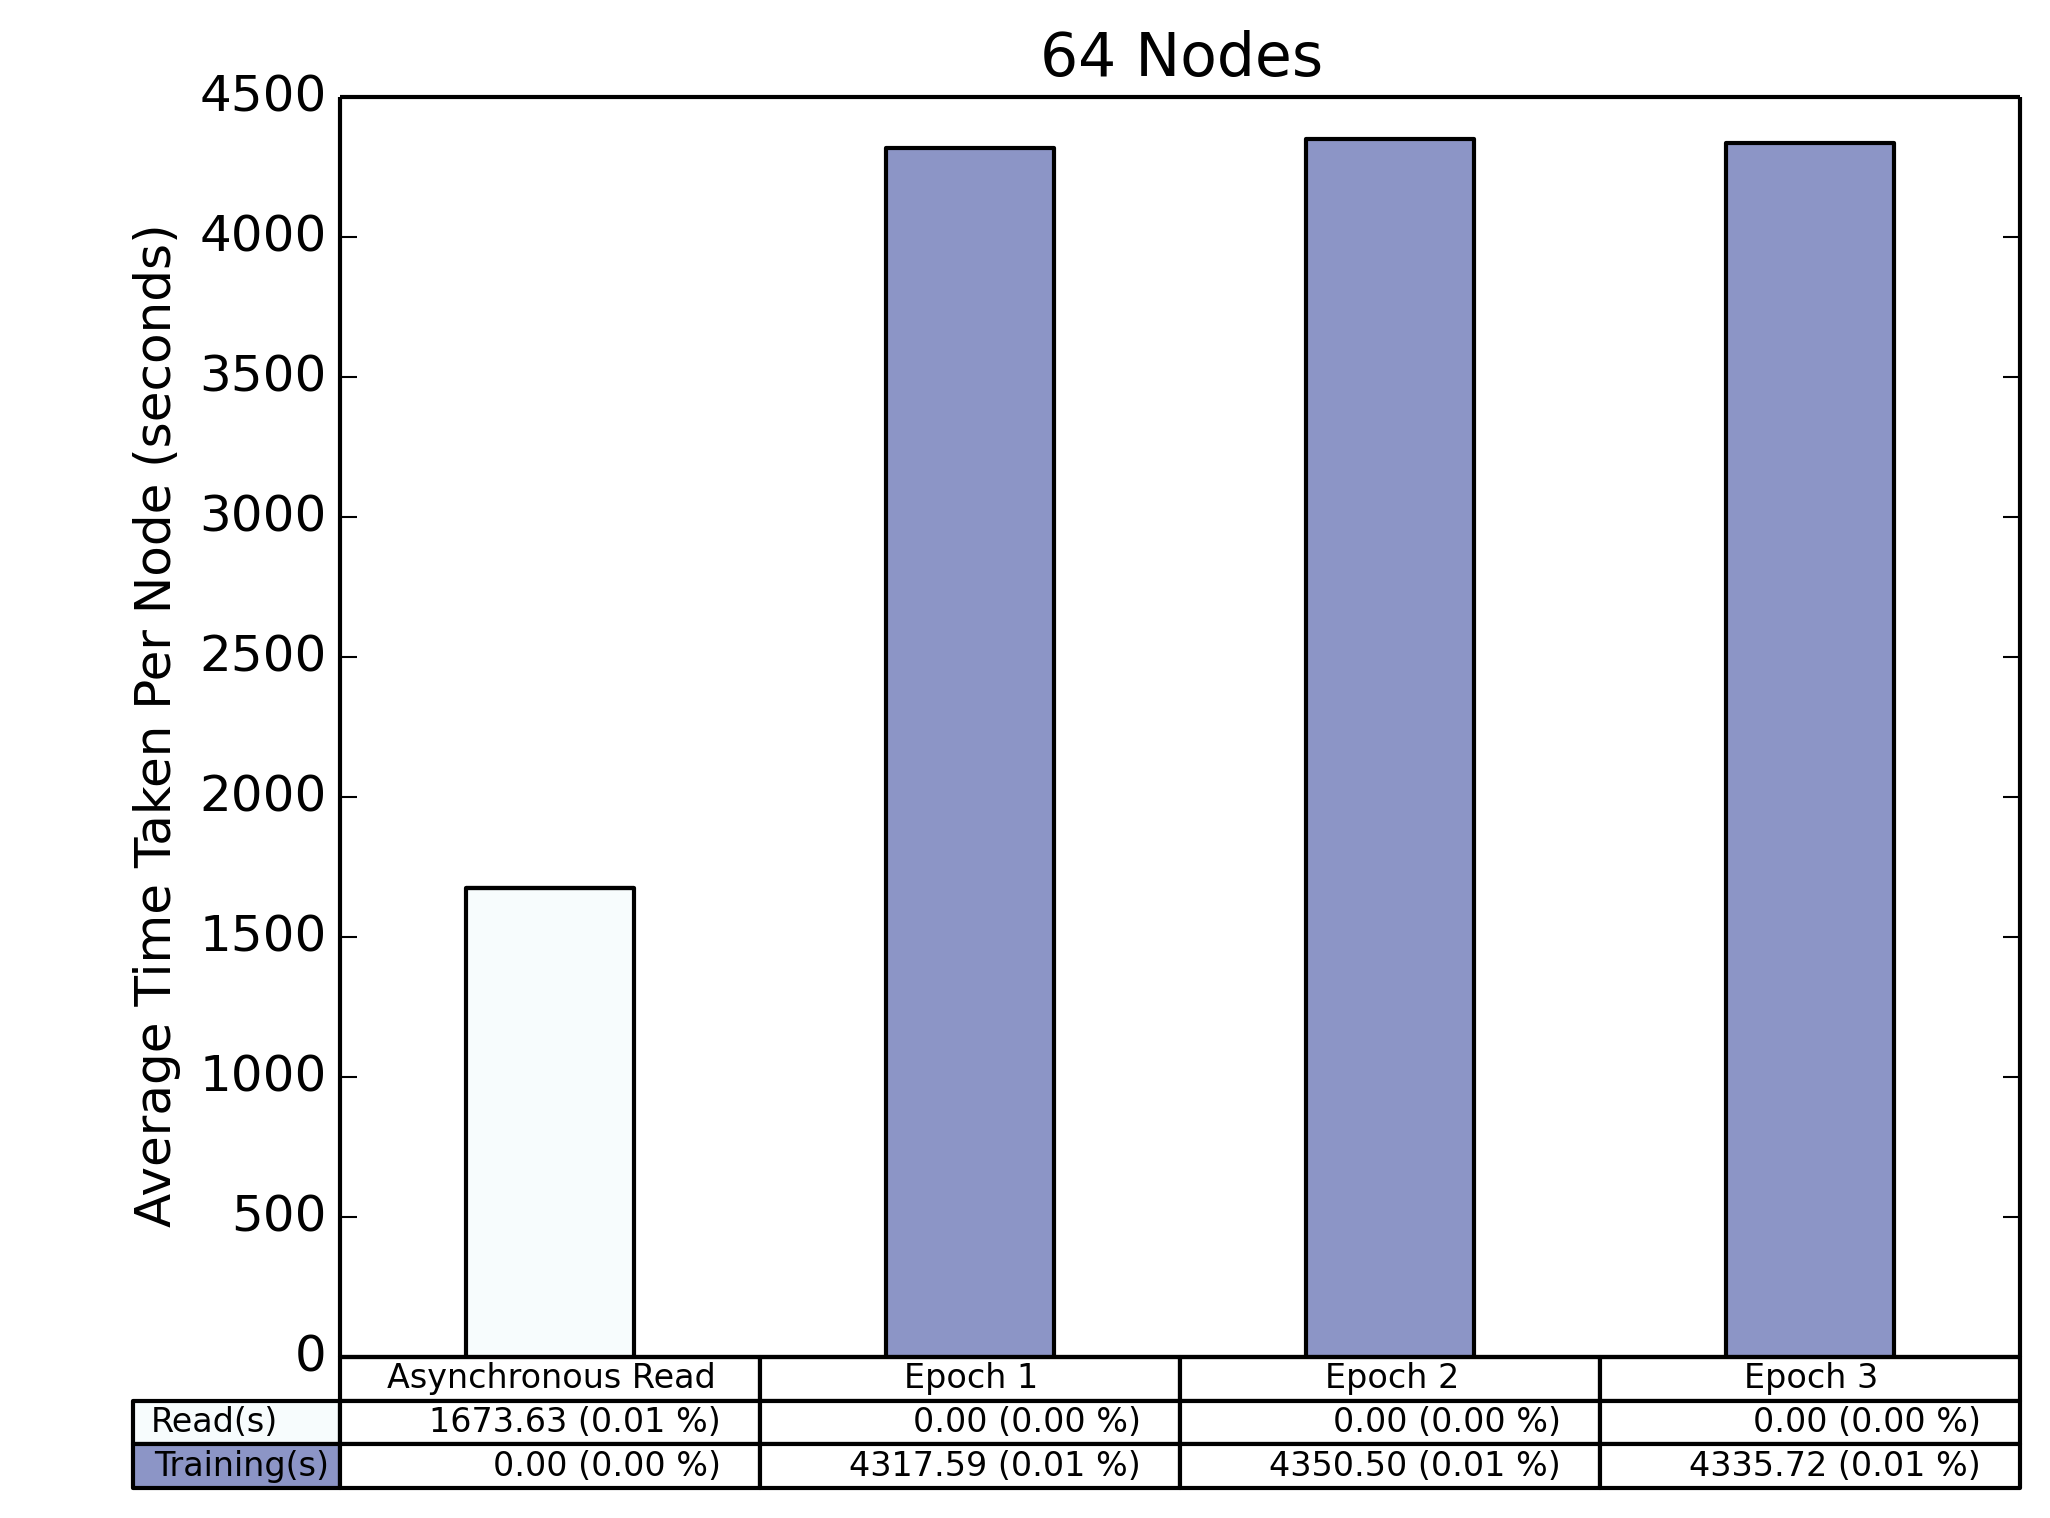 64 Nodes
4500
4000
3500
3000
2500
2000
1500
1000
500
0
Average Time Taken Per Node (seconds)
Asynchronous Read Epoch 1 Epoch 2 Epoch 3
Read(s) 1673.63 (0.01 %) 0.00 (0.00 %) 0.00 (0.00 %) 0.00 (0.00 %)
Training(s) 0.00 (0.00 %) 4317.59 (0.01 %) 4350.50 (0.01 %) 4335.72 (0.01 %)